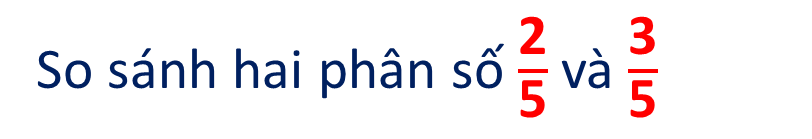 So sánh hai phân số 2/5 và 3/5